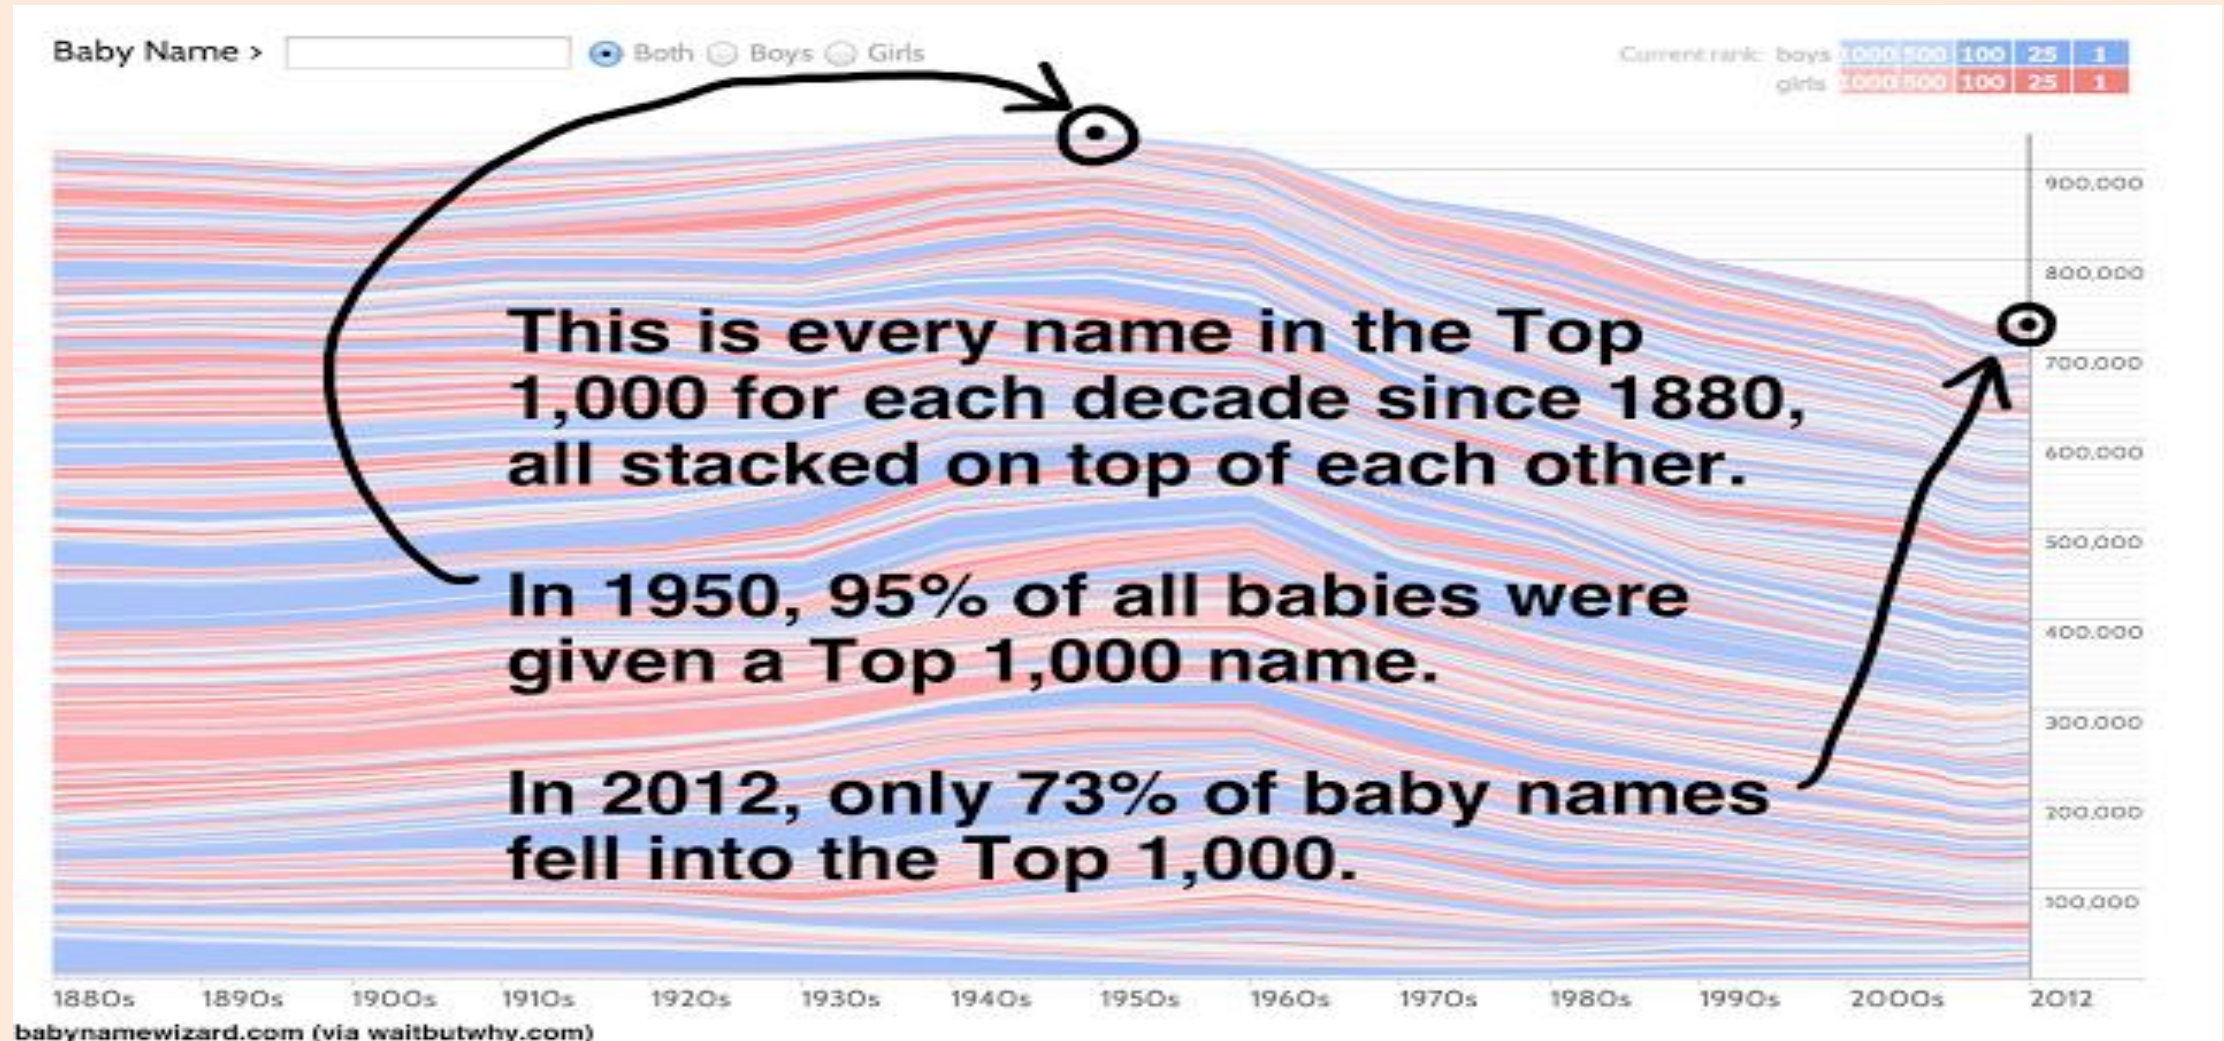 Baby Name > Both Boys Girls
Current rank: boys 1000 500 100 25 1
girls 1000 500 100 25 1
900,000
800,000
This is every name in the Top
700,000
1,000 for each decade since 1880,
600,000
all stacked on top of each other.
500,000
In 1950, 95% of all babies were
400,000
given a Top 1,000 name.
300,000
In 2012, only 73% of baby names
200,000
fell into the Top 1,000.
100,000
1880s 1890s 1900s 1910s 1920s 1930s 1940s 1950s 1960s 1970s 1980s 1990s 2000s 2012
babynamewizard.com (via waitbutwhy.com)